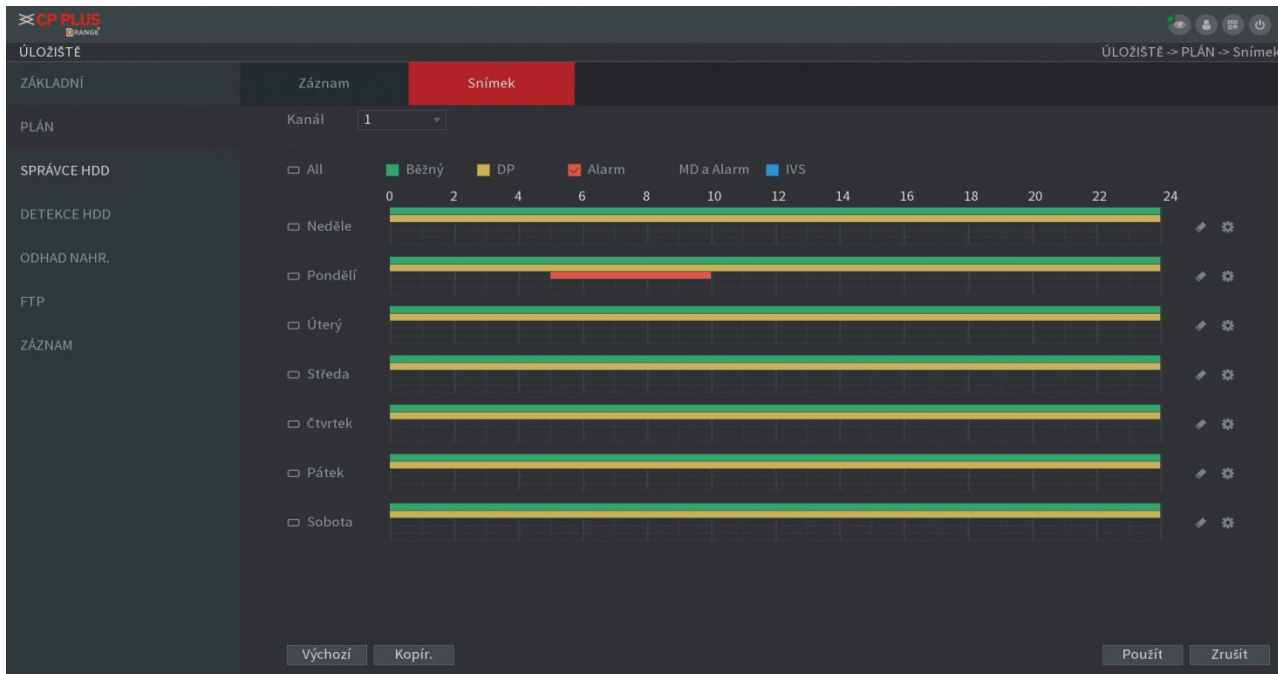 CP PLUS
ORANGE
ÚLOŽIŠTĚ
ÚLOŽIŠTĚ -> PLÁN -> Snímek
ZÁKLADNÍ
PLÁN
SPRÁVCE HDD
DETEKCE HDD
ODHAD NAHR.
FTP
ZÁZNAM
Záznam Snímek
Kanál 1
All Běžný DP Alarm MD a Alarm IVS
0 2 4 6 8 10 12 14 16 18 20 22 24
Neděle
Pondělí
Úterý
Středa
Čtvrtek
Pátek
Sobota
Výchozí Kopír. Použít Zrušit